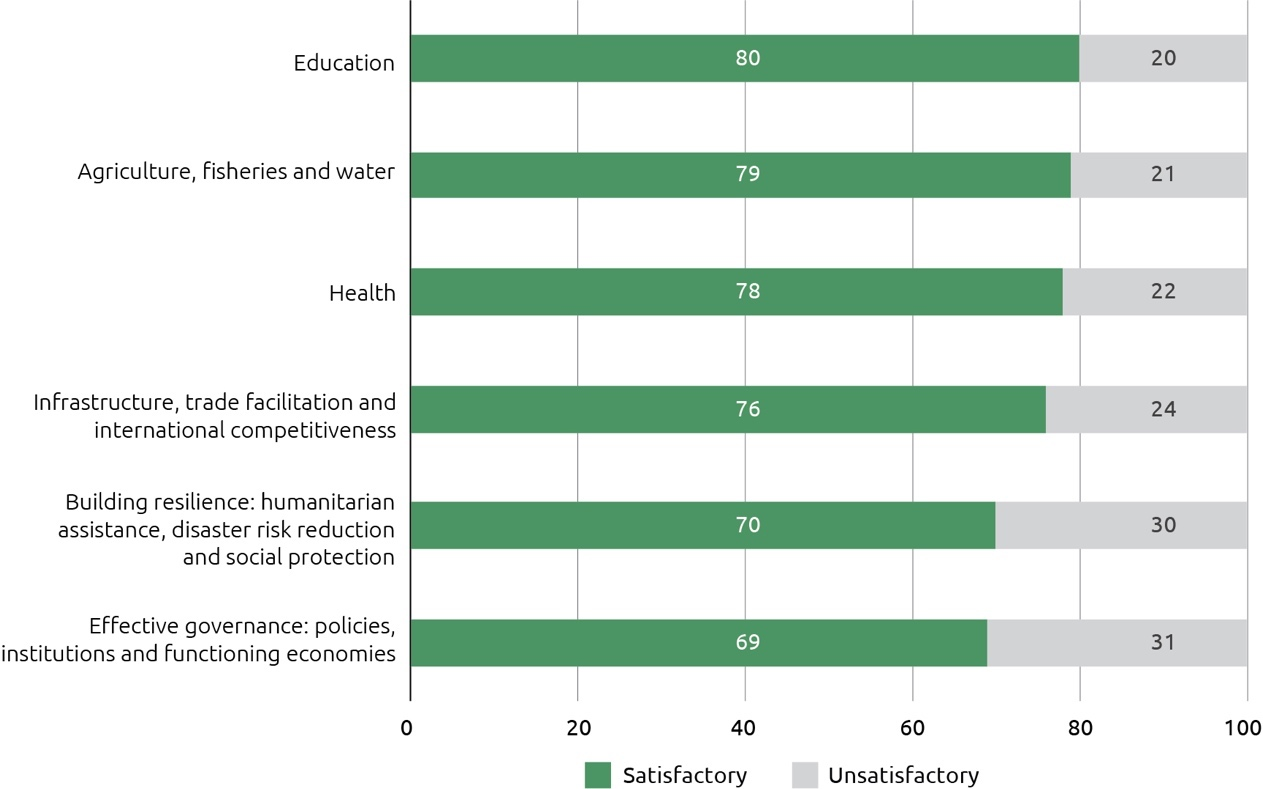 Education
80
20
Agriculture, fisheries and water
79
21
Health
78
22
Infrastructure, trade facilitation and
international competitiveness
76
24
Building resilience: humanitarian
assistance, disaster risk reduction
and social protection
70
30
Effective governance: policies,
institutions and functioning economies
69
31
0
20
40
60
80
100
Satisfactory
Unsatisfactory